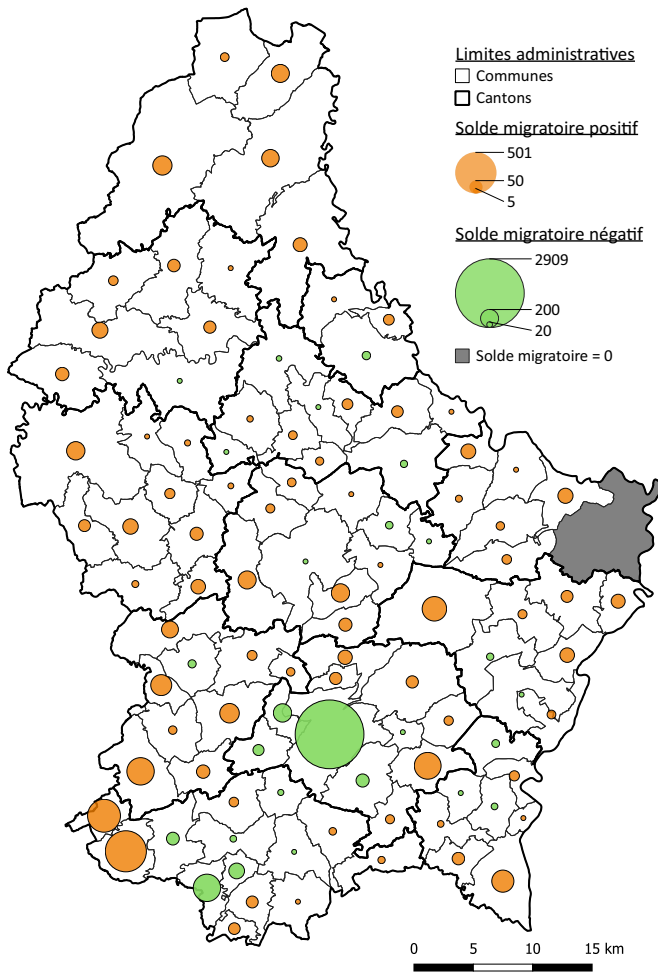 Limites administratives
Communes
Cantons
Solde migratoire positif
501
50
5
Solde migratoire négatif
2909
200
20
Solde migratoire = 0
0 5 10 15 km